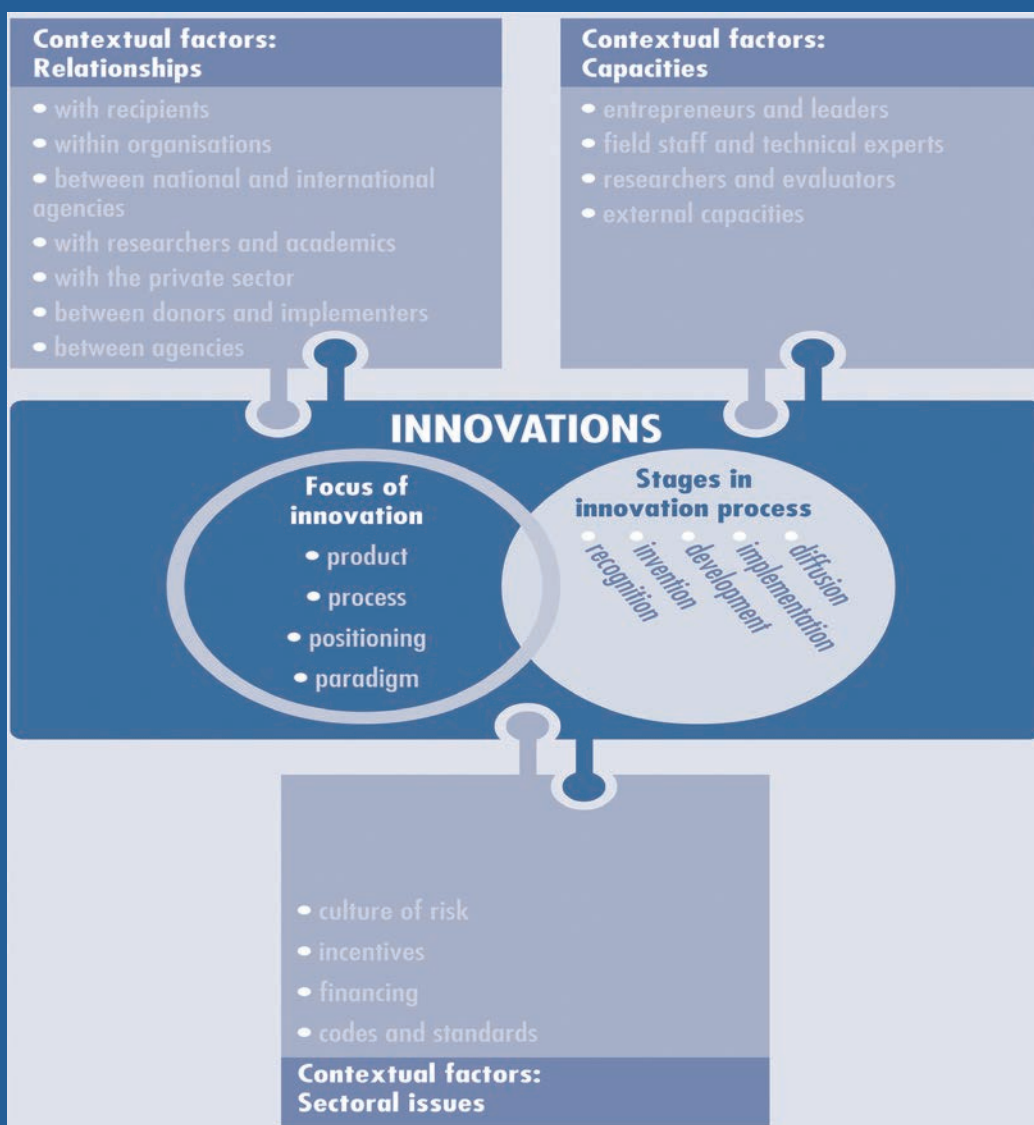 Contextual factors:
Relationships
• with recipients
• within organisations
• between national and international
agencies
• with researchers and academics
• with the private sector
• between donors and implementers
• between agencies
Contextual factors:
Capacities
• entrepreneurs and leaders
• field staff and technical experts
• researchers and evaluators
• external capacities
INNOVATIONS
Focus of
innovation
• product
• process
• positioning
• paradigm
Stages in
innovation process
• recognition
• invention
• development
• implementation
• diffusion
• culture of risk
• incentives
• financing
• codes and standards
Contextual factors:
Sectoral issues